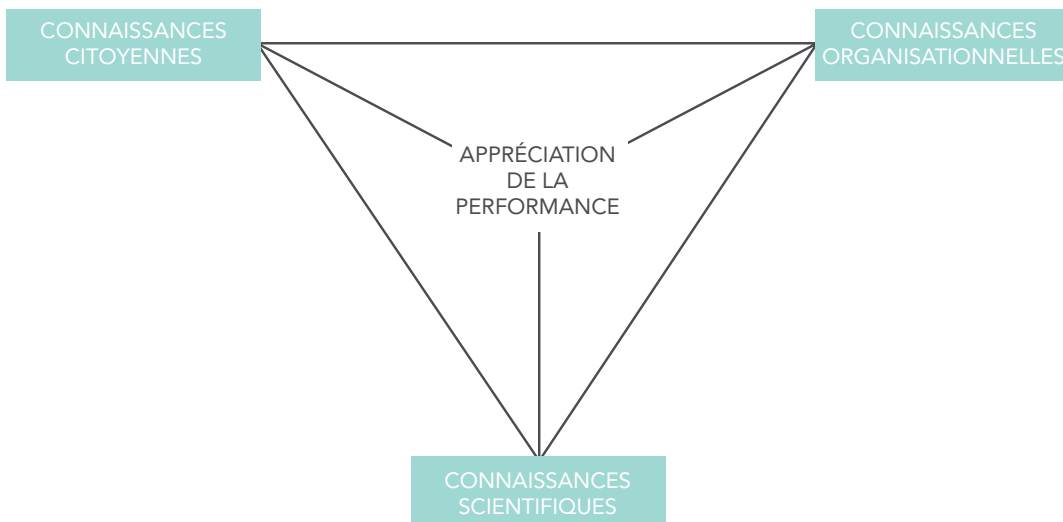 CONNAISSANCES
CITOYENNES
CONNAISSANCES
ORGANISATIONNELLES
APPRÉCIATION
DE LA
PERFORMANCE
CONNAISSANCES
SCIENTIFIQUES